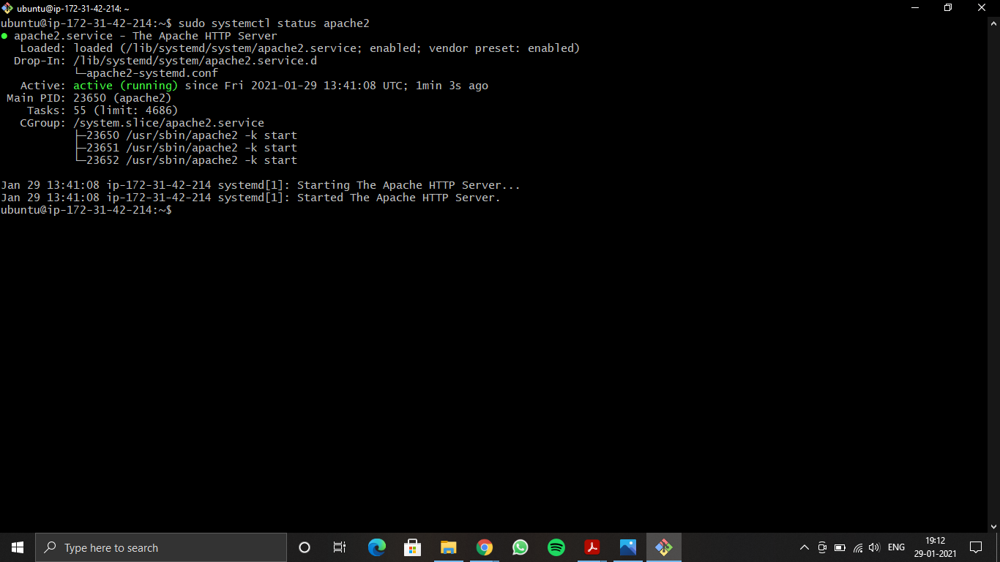 ubuntu@ip-172-31-42-214: ~
ubuntu@ip-172-31-42-214:~$ sudo systemctl status apache2
● apache2.service - The Apache HTTP Server
   Loaded: loaded (/lib/systemd/system/apache2.service; enabled; vendor preset: enabled)
  Drop-In: /lib/systemd/system/apache2.service.d
           └─apache2-systemd.conf
   Active: active (running) since Fri 2021-01-29 13:41:08 UTC; 1min 3s ago
 Main PID: 23650 (apache2)
    Tasks: 55 (limit: 4686)
   CGroup: /system.slice/apache2.service
           ├─23650 /usr/sbin/apache2 -k start
           ├─23651 /usr/sbin/apache2 -k start
           └─23652 /usr/sbin/apache2 -k start
Jan 29 13:41:08 ip-172-31-42-214 systemd[1]: Starting The Apache HTTP Server...
Jan 29 13:41:08 ip-172-31-42-214 systemd[1]: Started The Apache HTTP Server.
ubuntu@ip-172-31-42-214:~$
Type here to search
ENG
19:12
29-01-2021